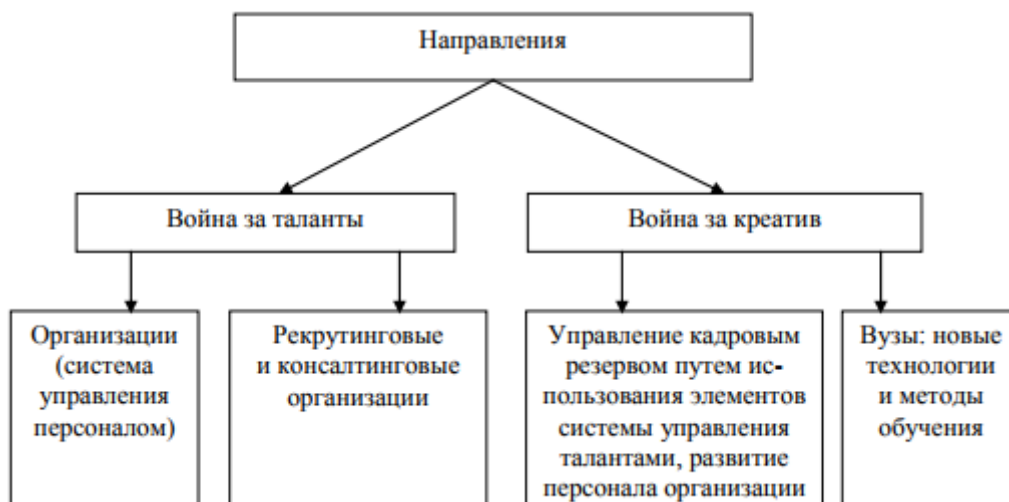 Направления
Война за таланты
Война за креатив
Организации
(система
управления
персоналом)
Рекрутинговые
и консалтинговые
организации
Управление кадровым
резервом путем ис-
пользования элементов
системы управления
талантами, развитие
персонала организации
Вузы: новые
технологии
и методы
обучения